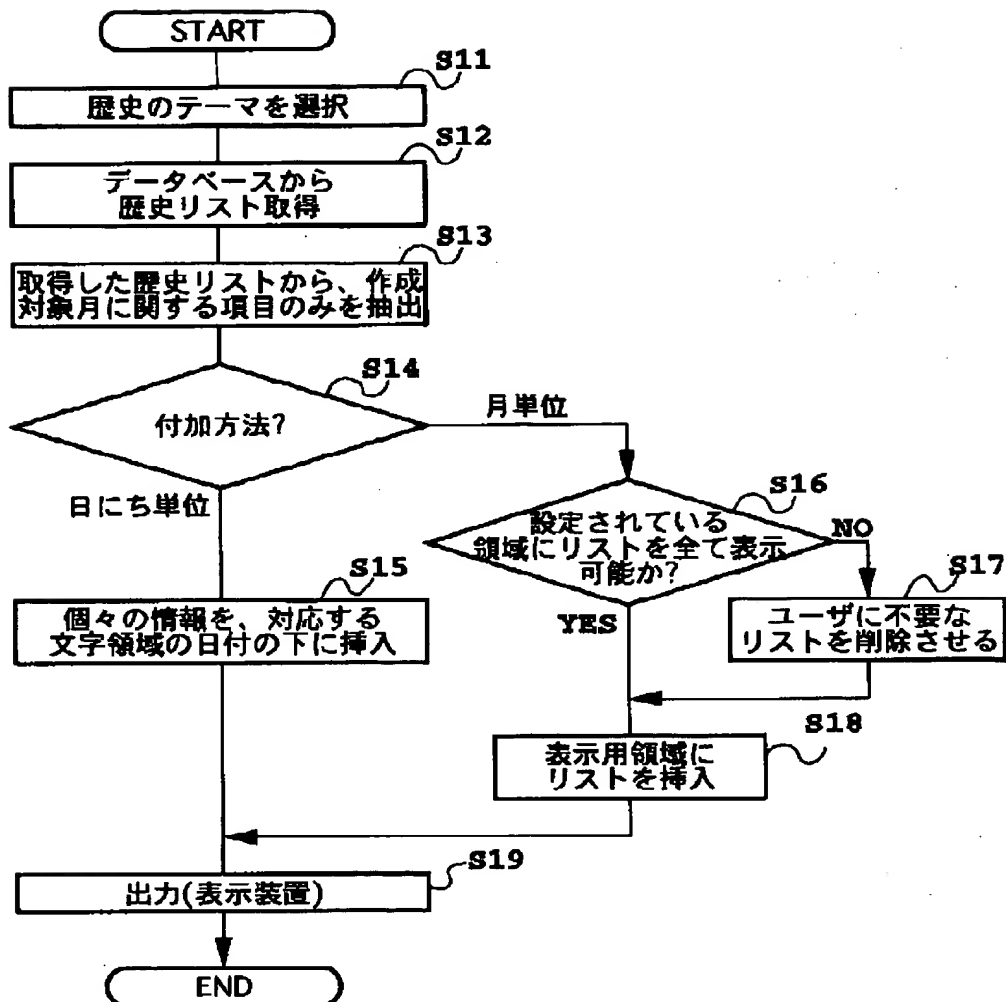 START
S11
歴史のテーマを選択
S12
データベースから
歴史リスト取得
S13
取得した歴史リストから、作成
対象月に関する項目のみを抽出
S14
付加方法?
月単位
日にち単位
S16
設定されている
領域にリストを全て表示
可能か?
NO
YES
S15
個々の情報を、対応する
文字領域の日付の下に挿入
S17
ユーザに不要な
リストを削除させる
S18
表示用領域に
リストを挿入
S19
出力(表示装置)
END